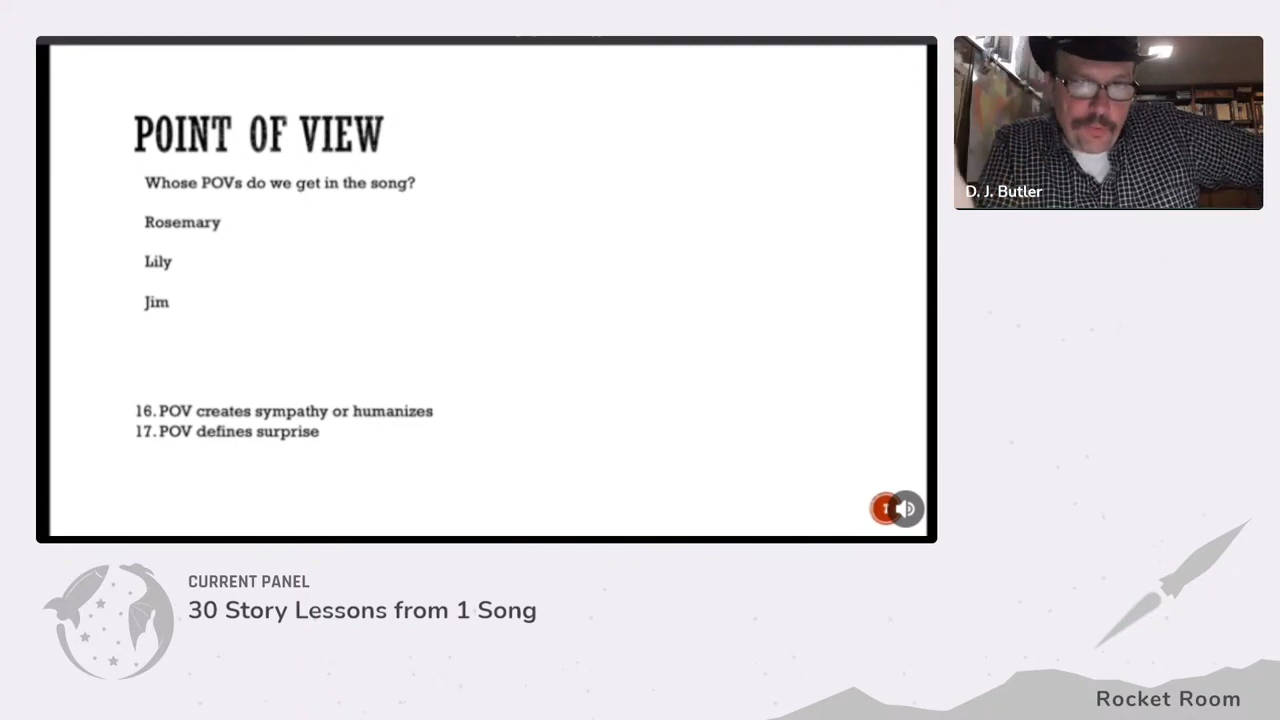 POINT OF VIEW
Whose POVs do we get in the song?
Rosemary
Lily
Jim
16. POV creates sympathy or humanizes
17. POV defines surprise
D. J. Butler
CURRENT PANEL
30 Story Lessons from 1 Song
Rocket Room